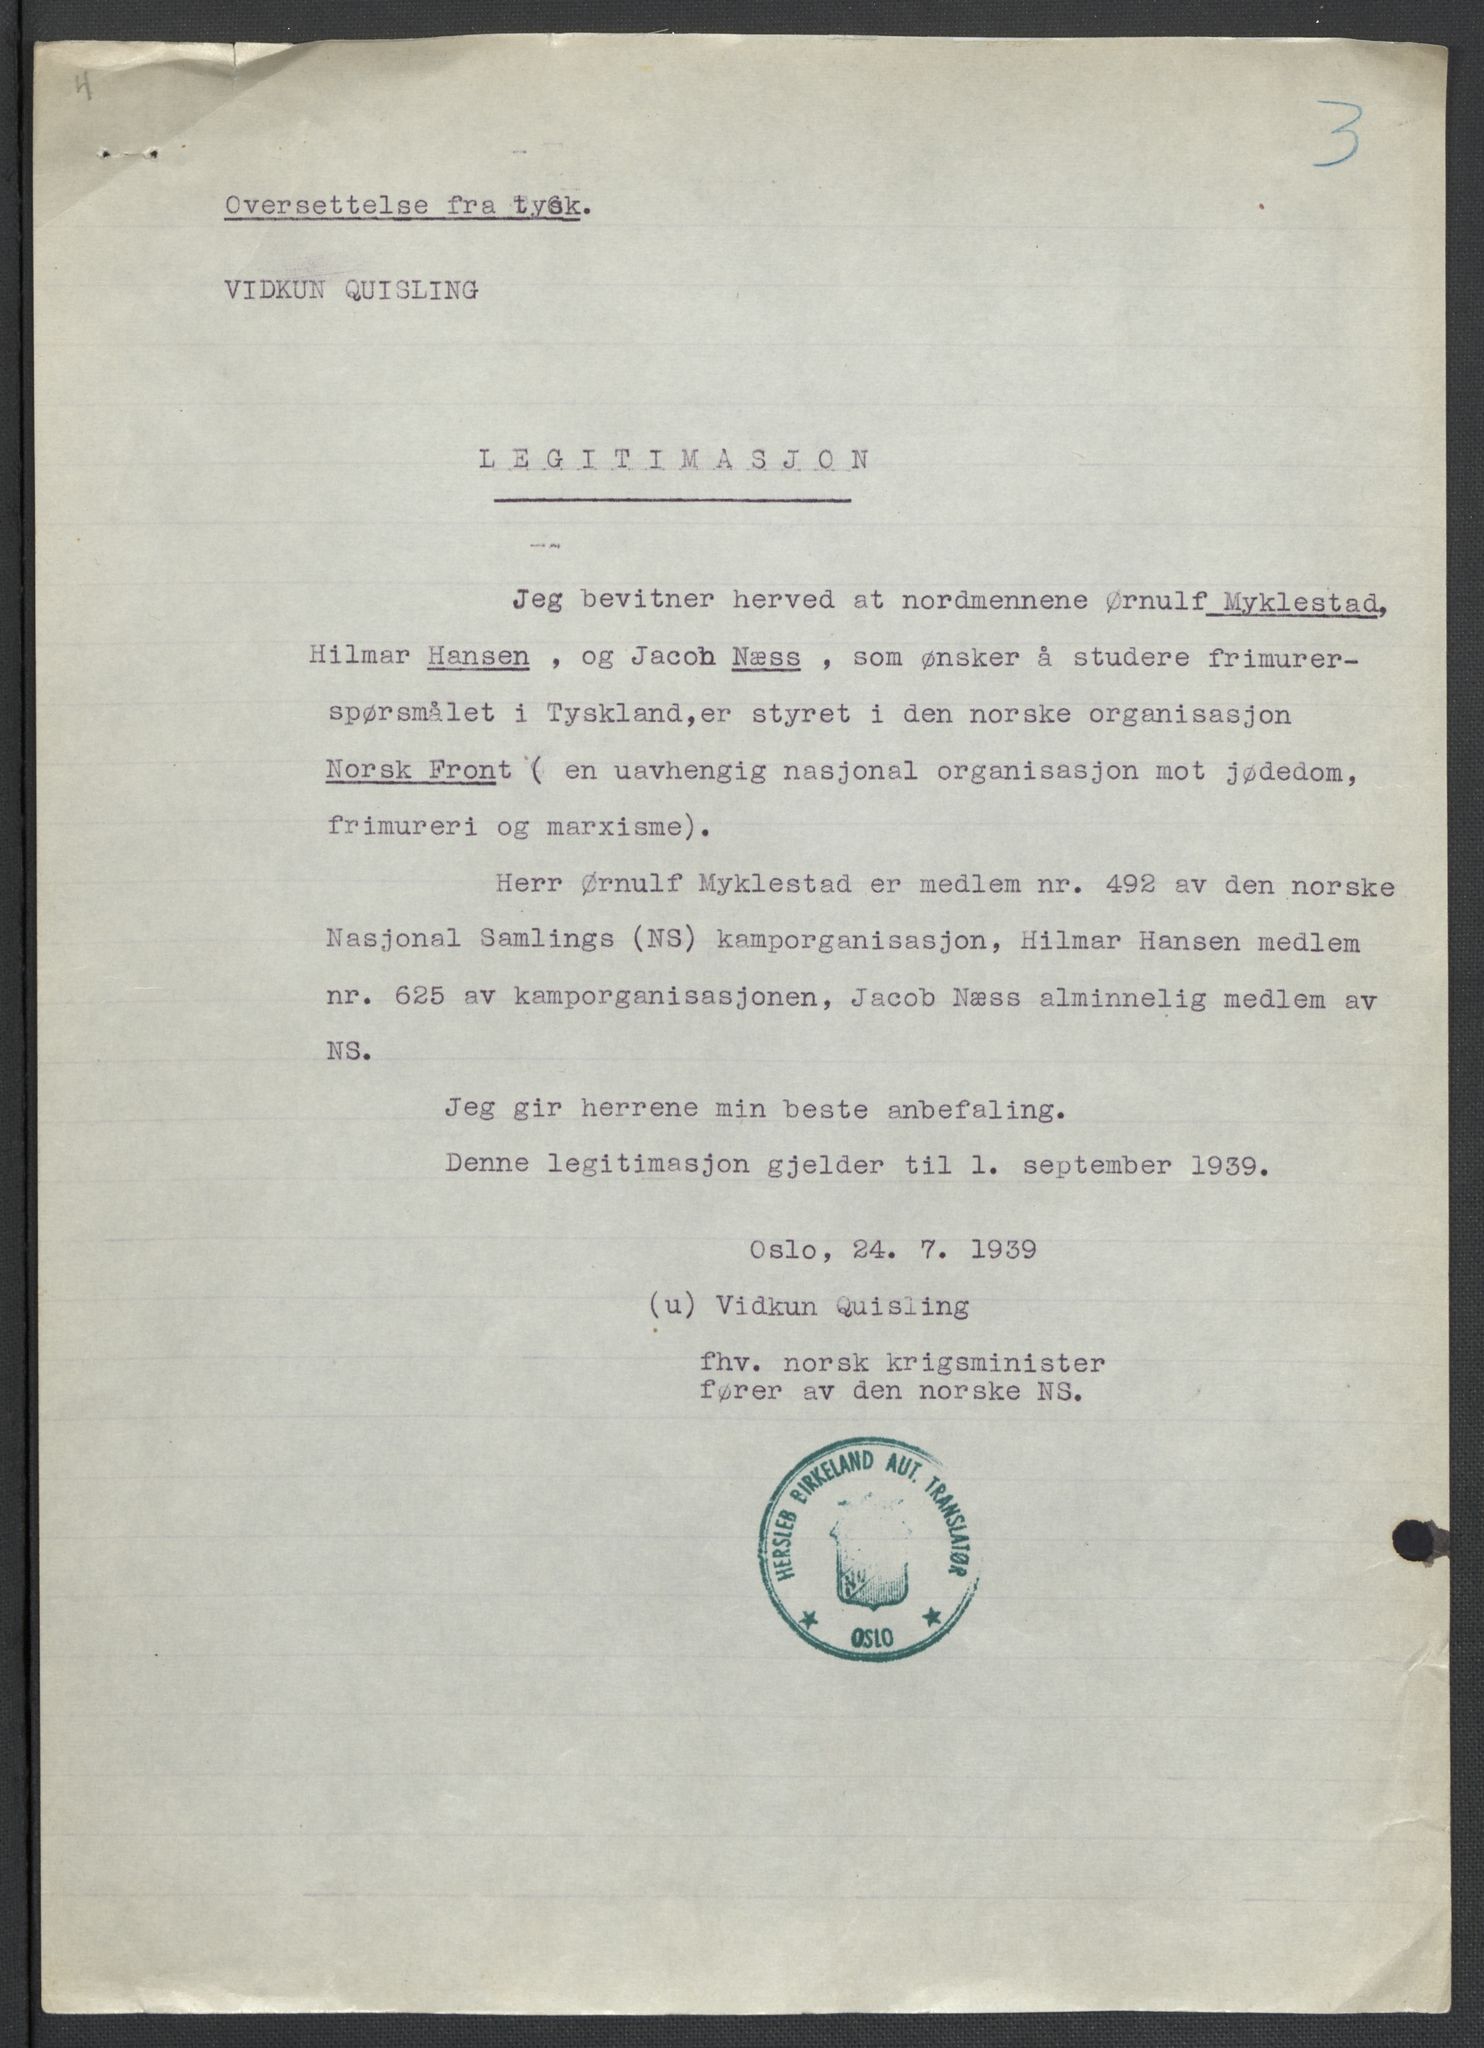 4
3
Oversettelse fra tysk.
VIDKUN QUISLING
LEGITIMASJON
Jeg bevitner herved at nordmennene Ørnulf Myklestad,
Hilmar Hansen , og Jacob Næss , som ønsker å studere frimurer-
spørsmålet i Tyskland,er styret i den norske organisasjon
Norsk Front ( en uavhengig nasjonal organisasjon mot jødedom,
frimureri og marxisme).
Herr Ørnulf Myklestad er medlem nr. 492 av den norske
Nasjonal Samlings (NS) kamporganisasjon, Hilmar Hansen medlem
nr. 625 av kamporganisasjonen, Jacob Næss alminnelig medlem av
NS.
Jeg gir herrene min beste anbefaling.
Denne legitimasjon gjelder til 1. september 1939.
Oslo, 24. 7. 1939
(u) Vidkun Quisling
fhv. norsk krigsminister
fører av den norske NS.
HERSLEB BIRKELAND AUT. TRANSLATØR
OSLO